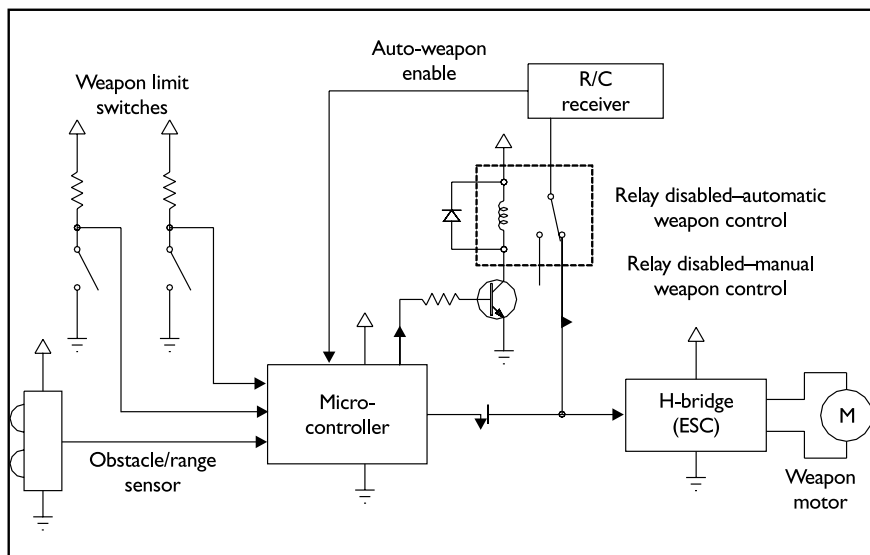 Auto-weapon
enable
R/C
receiver
Weapon limit
switches
Relay disabled–automatic
weapon control
Relay disabled–manual
weapon control
Micro-
controller
H-bridge
(ESC)
M
Obstacle/range
sensor
Weapon
motor